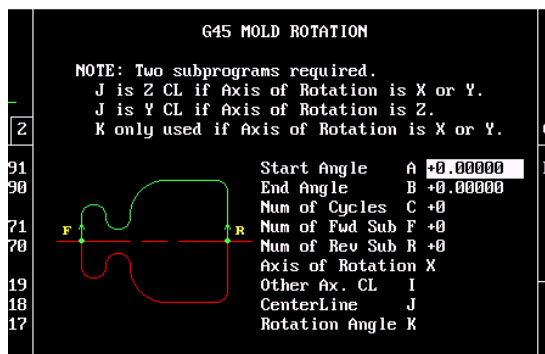 G45 MOLD ROTATION
NOTE: Two subprograms required.
J is Z CL if Axis of Rotation is X or Y.
J is Y CL if Axis of Rotation is Z.
K only used if Axis of Rotation is X or Y.
2
91
90
71
70
19
18
17
F
R
Start Angle A +0.00000
End Angle B +0.00000
Num of Cycles C +0
Num of Fwd Sub F +0
Num of Rev Sub R +0
Axis of Rotation X
Other Ax. CL I
CenterLine J
Rotation Angle K